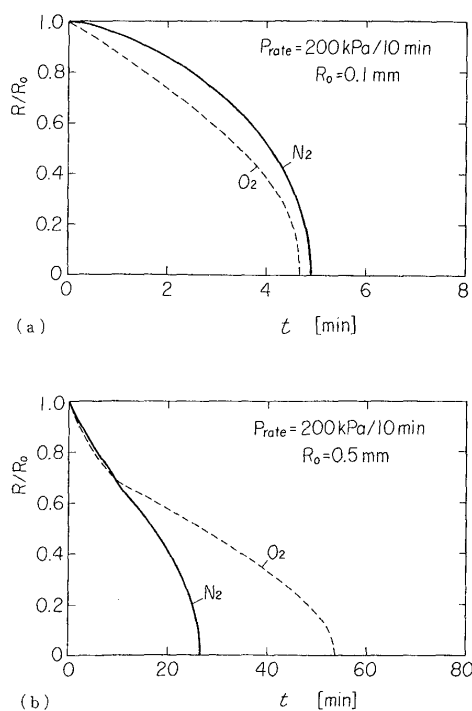 1.0
0.8
0.6
0.4
0.2
0
R/R₀
Prate = 200 kPa/10 min
R₀ = 0.1 mm
N₂
O₂
0 2 4 6 8
(a)
t [min]
1.0
0.8
0.6
0.4
0.2
0
R/R₀
Prate = 200 kPa/10 min
R₀ = 0.5 mm
O₂
N₂
0 20 40 60 80
(b)
t [min]